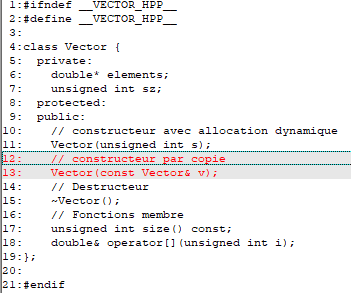 1:#ifndef __VECTOR_HPP__
2:#define __VECTOR_HPP__
3:
4:class Vector {
5:  private:
6:    double* elements;
7:    unsigned int sz;
8:  protected:
9:  public:
10:    // constructeur avec allocation dynamique
11:    Vector(unsigned int s);
12:    // constructeur par copie
13:    Vector(const Vector& v);
14:    // Destructeur
15:    ~Vector();
16:    // Fonctions membre
17:    unsigned int size() const;
18:    double& operator[](unsigned int i);
19:};
20:
21:#endif